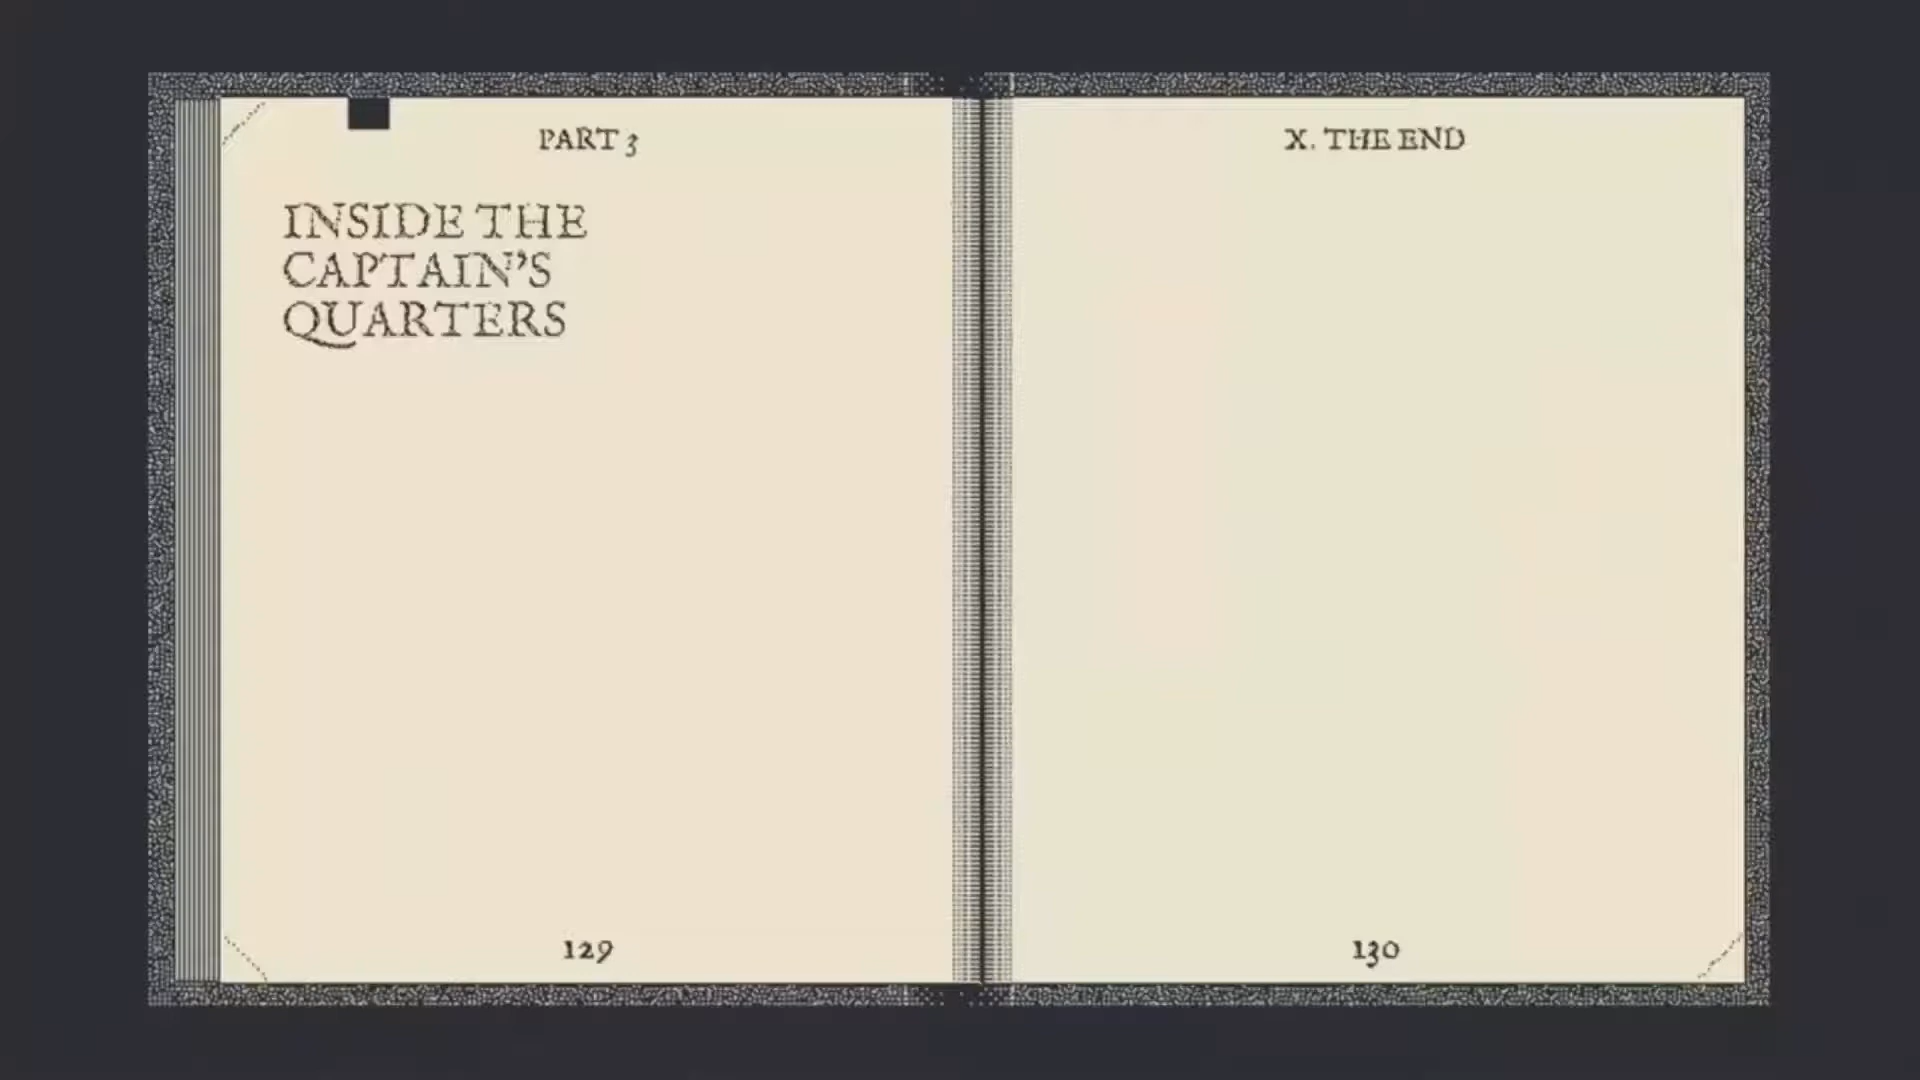 PART 3
INSIDE THE
CAPTAIN'S
QUARTERS
129
X. THE END
130